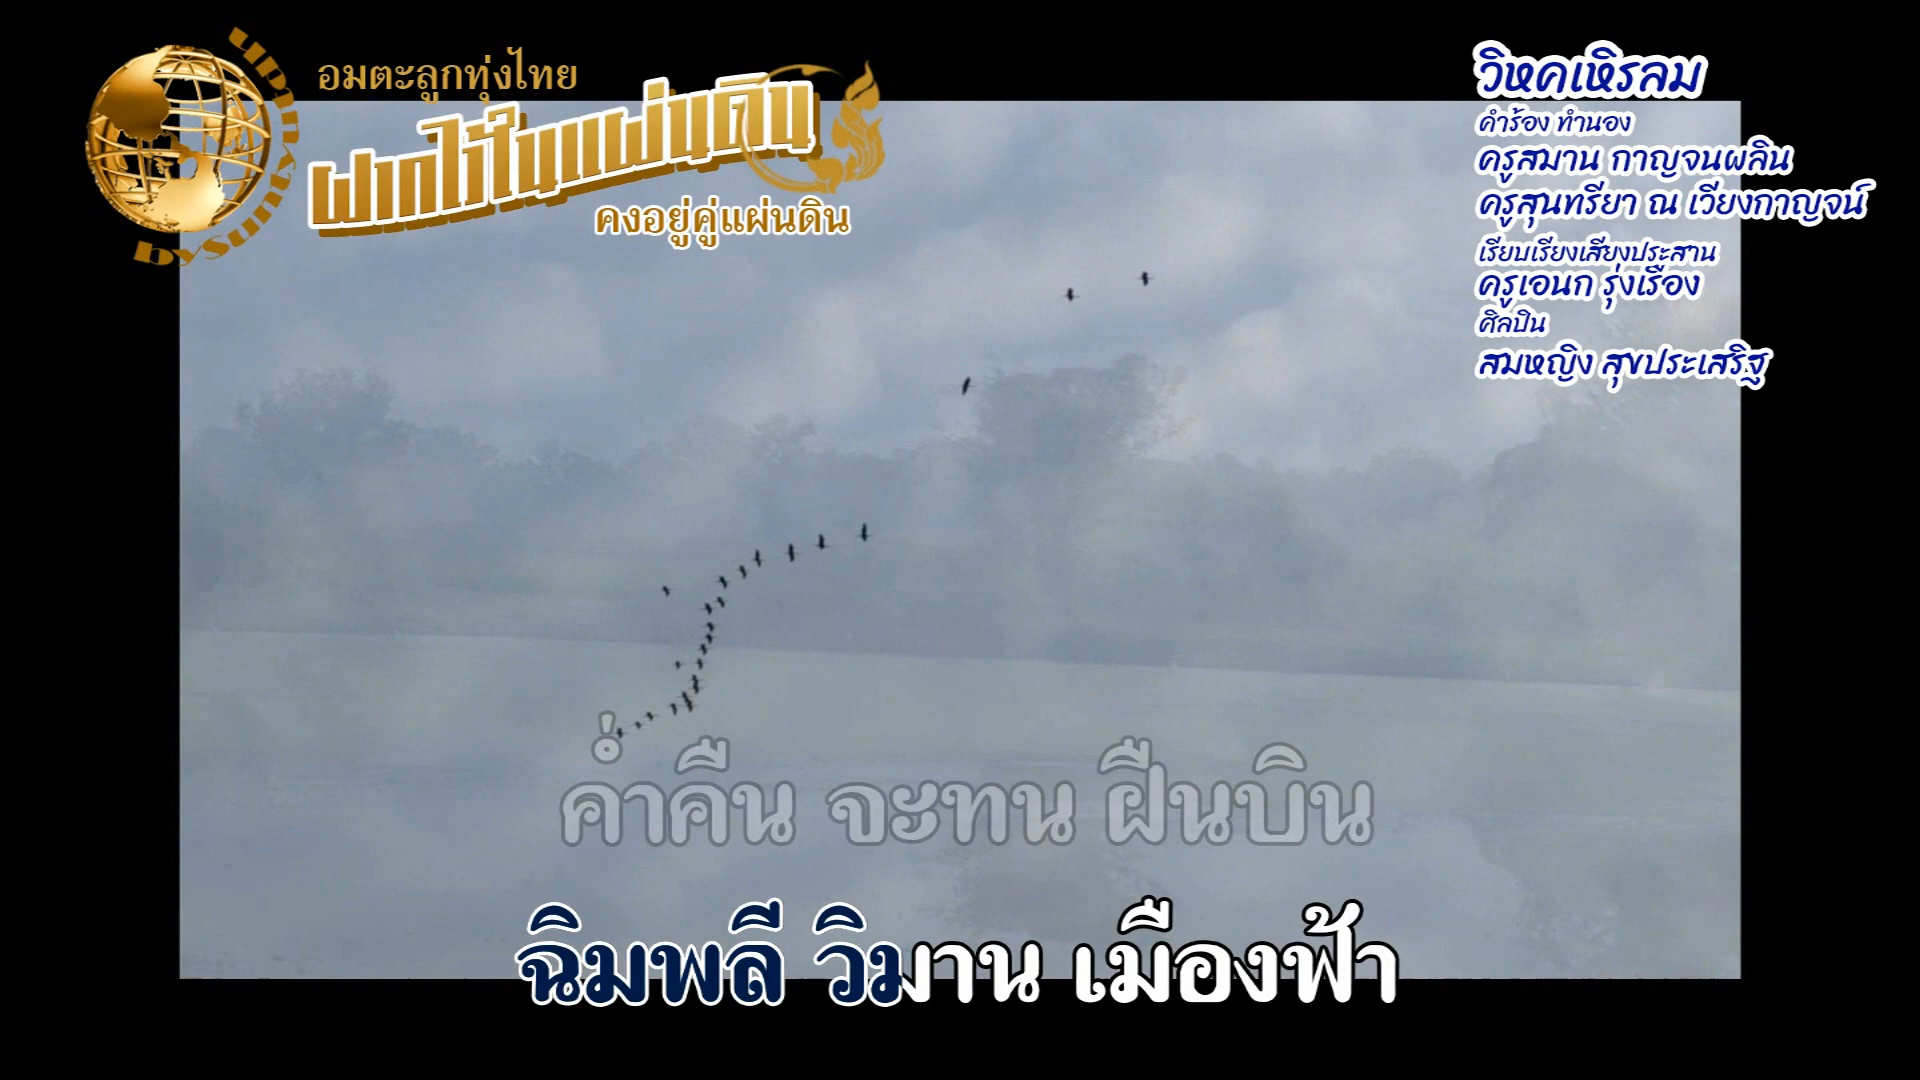 อมตะลูกทุ่งไทย
ฝากไว้ในแผ่นดิน
คงอยู่คู่แผ่นดิน
วิหคเหิรลม
คำร้อง ทำนอง
ครูสมาน กาญจนผลิน
ครูสุนทรียา ณ เวียงกาญจน์
เรียบเรียงเสียงประสาน
ครูเอนก รุ่งเรือง
ศิลปิน
สมหญิง สุขประเสริฐ
ค่ำคืน จะทน ฝืนบิน
ฉิมพลี วิมาน เมืองฟ้า